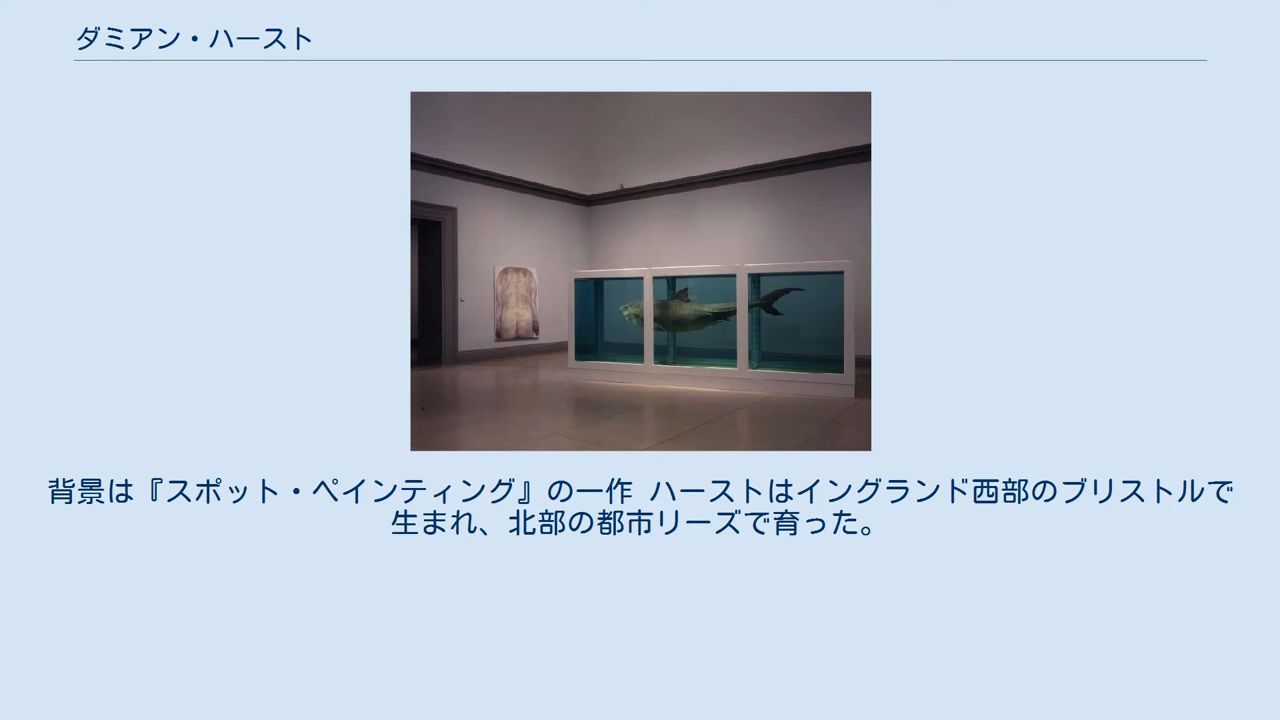 ダミアン・ハースト
背景は『スポット・ペインティング』の一作 ハーストはイングランド西部のブリストルで
生まれ、北部の都市リーズで育った。